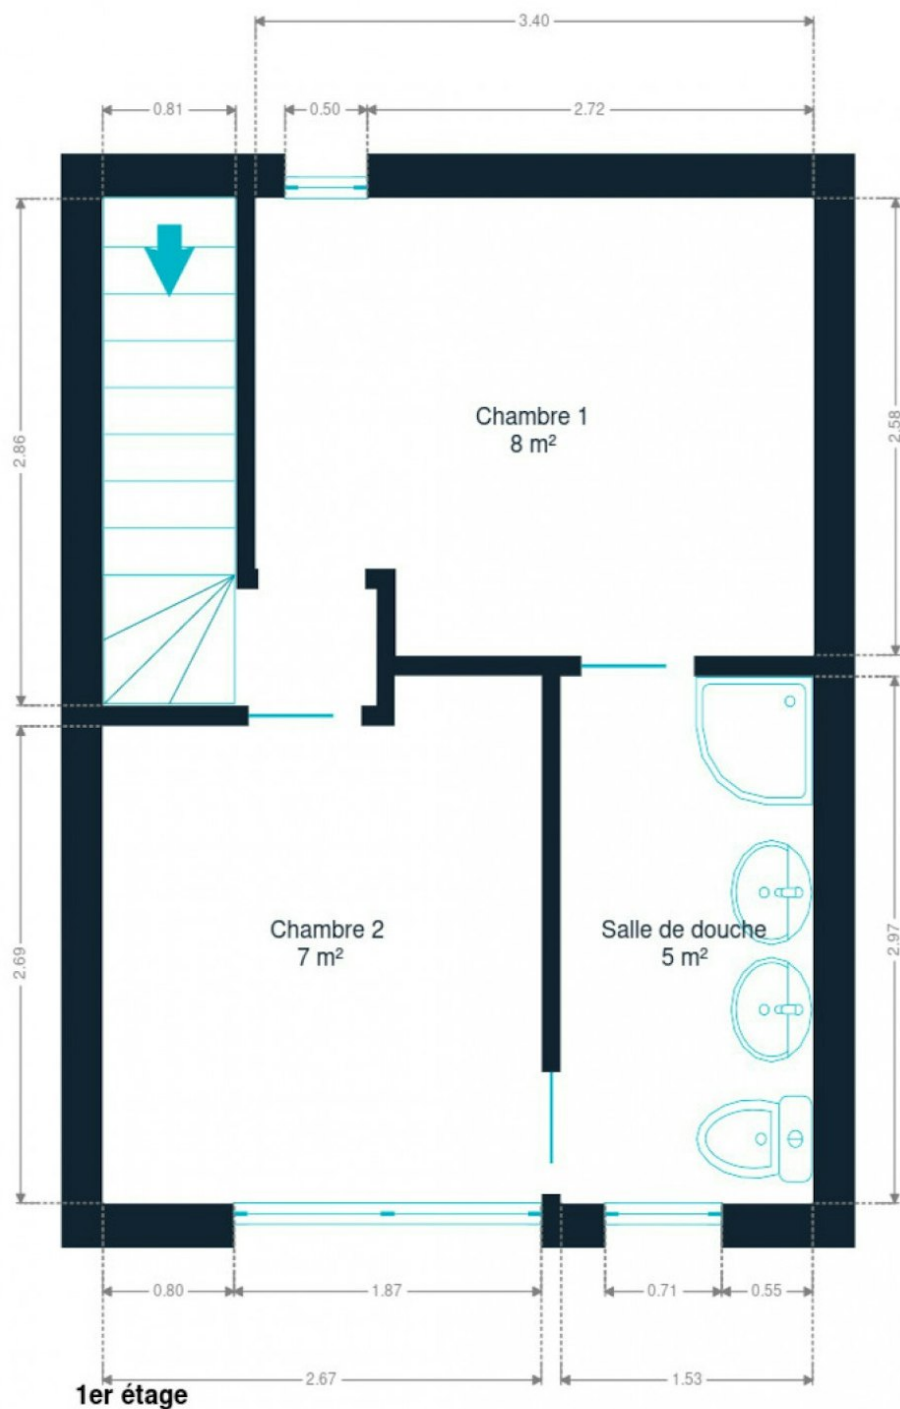 3.40
0.81
0.50
2.72
2.86
2.58
Chambre 1
8 m²
2.69
2.97
Chambre 2
7 m²
Salle de douche
5 m²
0.80
1.87
0.71
0.55
2.67
1.53
1er étage